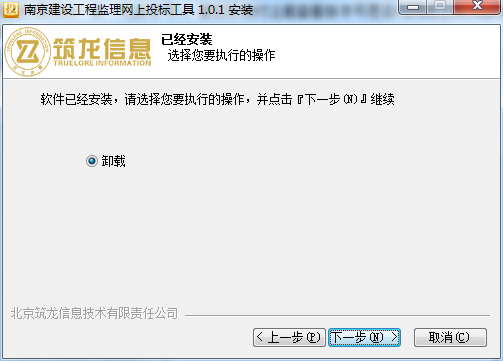 南京建设工程监理网上投标工具 1.0.1 安装
筑龙信息
TRUELORE INFORMATION
已经安装
选择您要执行的操作
软件已经安装，请选择您要执行的操作，并点击『下一步(N)』继续
卸载
北京筑龙信息技术有限责任公司
< 上一步(P) 下一步(N) > 取消(C)